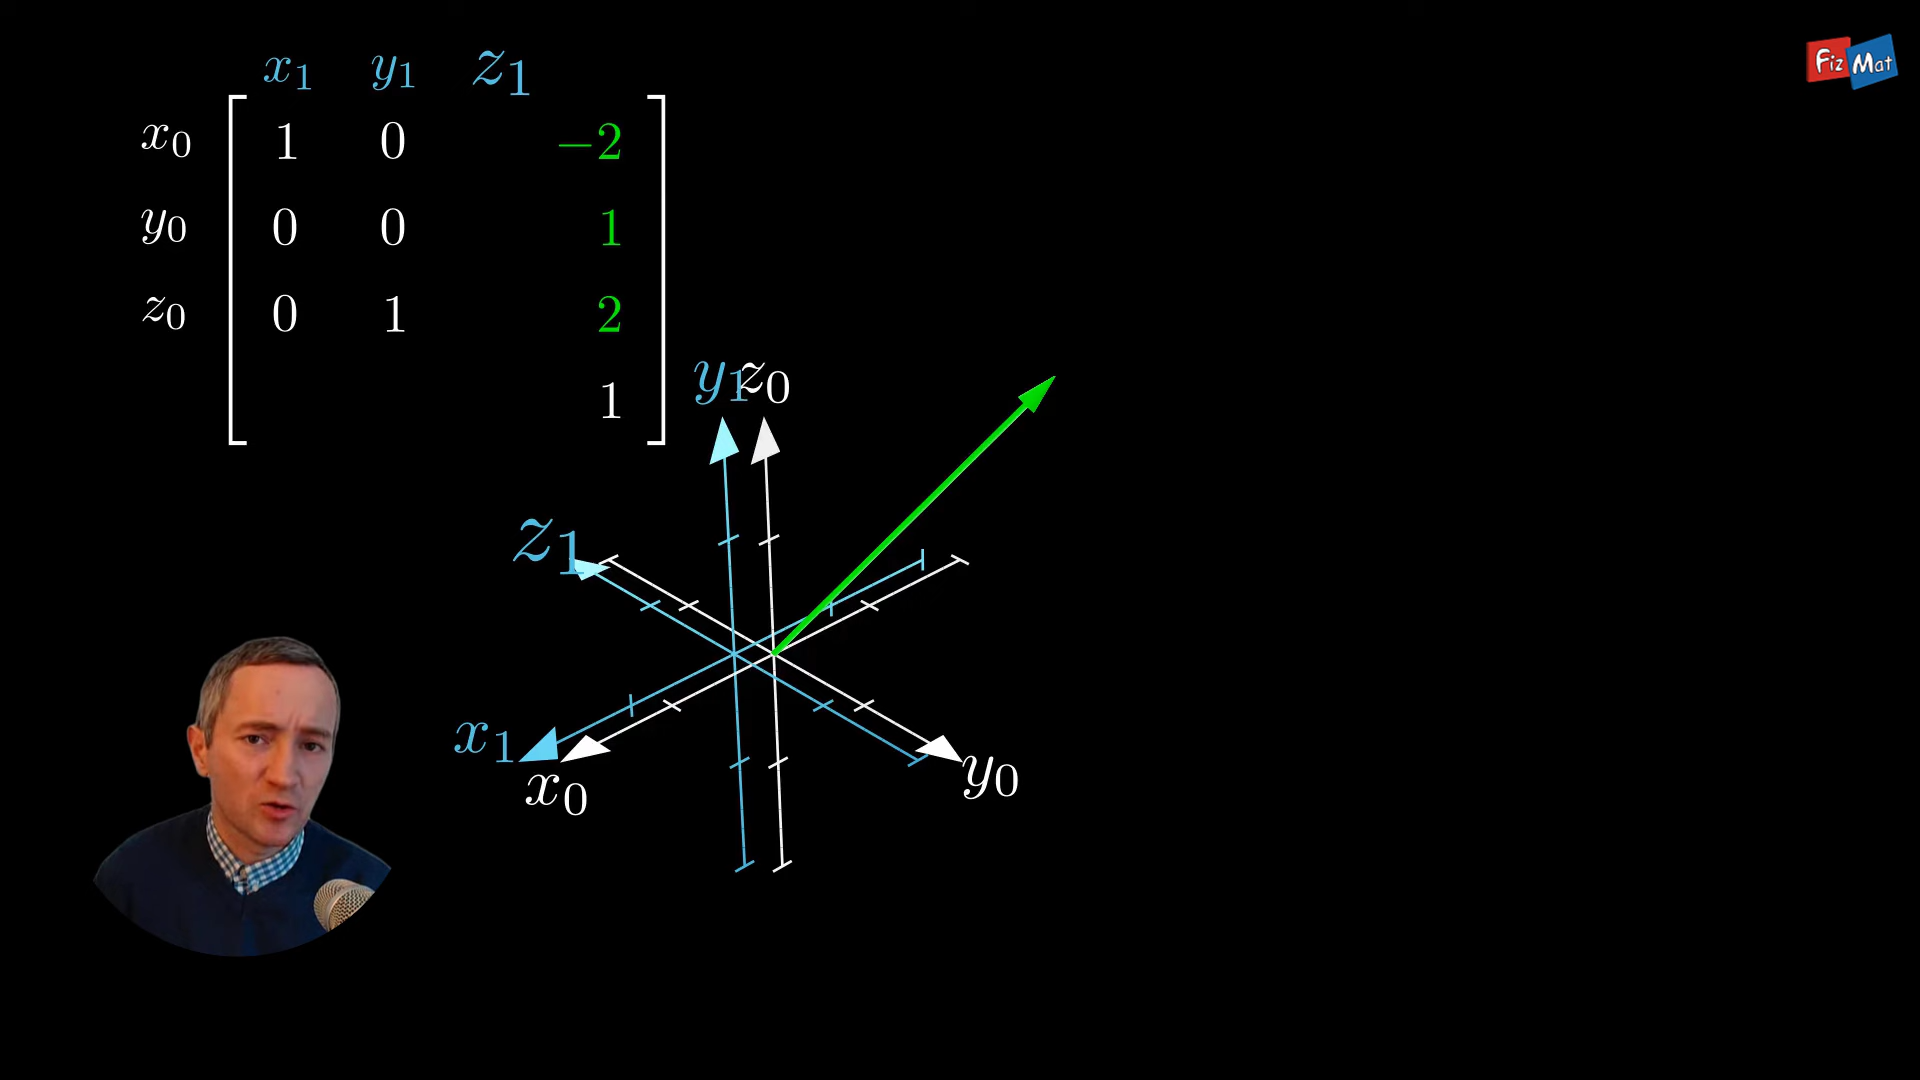 x₁ y₁ z₁
x₀ 1 0 −2
y₀ 0 0 1
z₀ 0 1 2
1
y₁ z₀
z₁
x₁
x₀
y₀
Fiz Mat